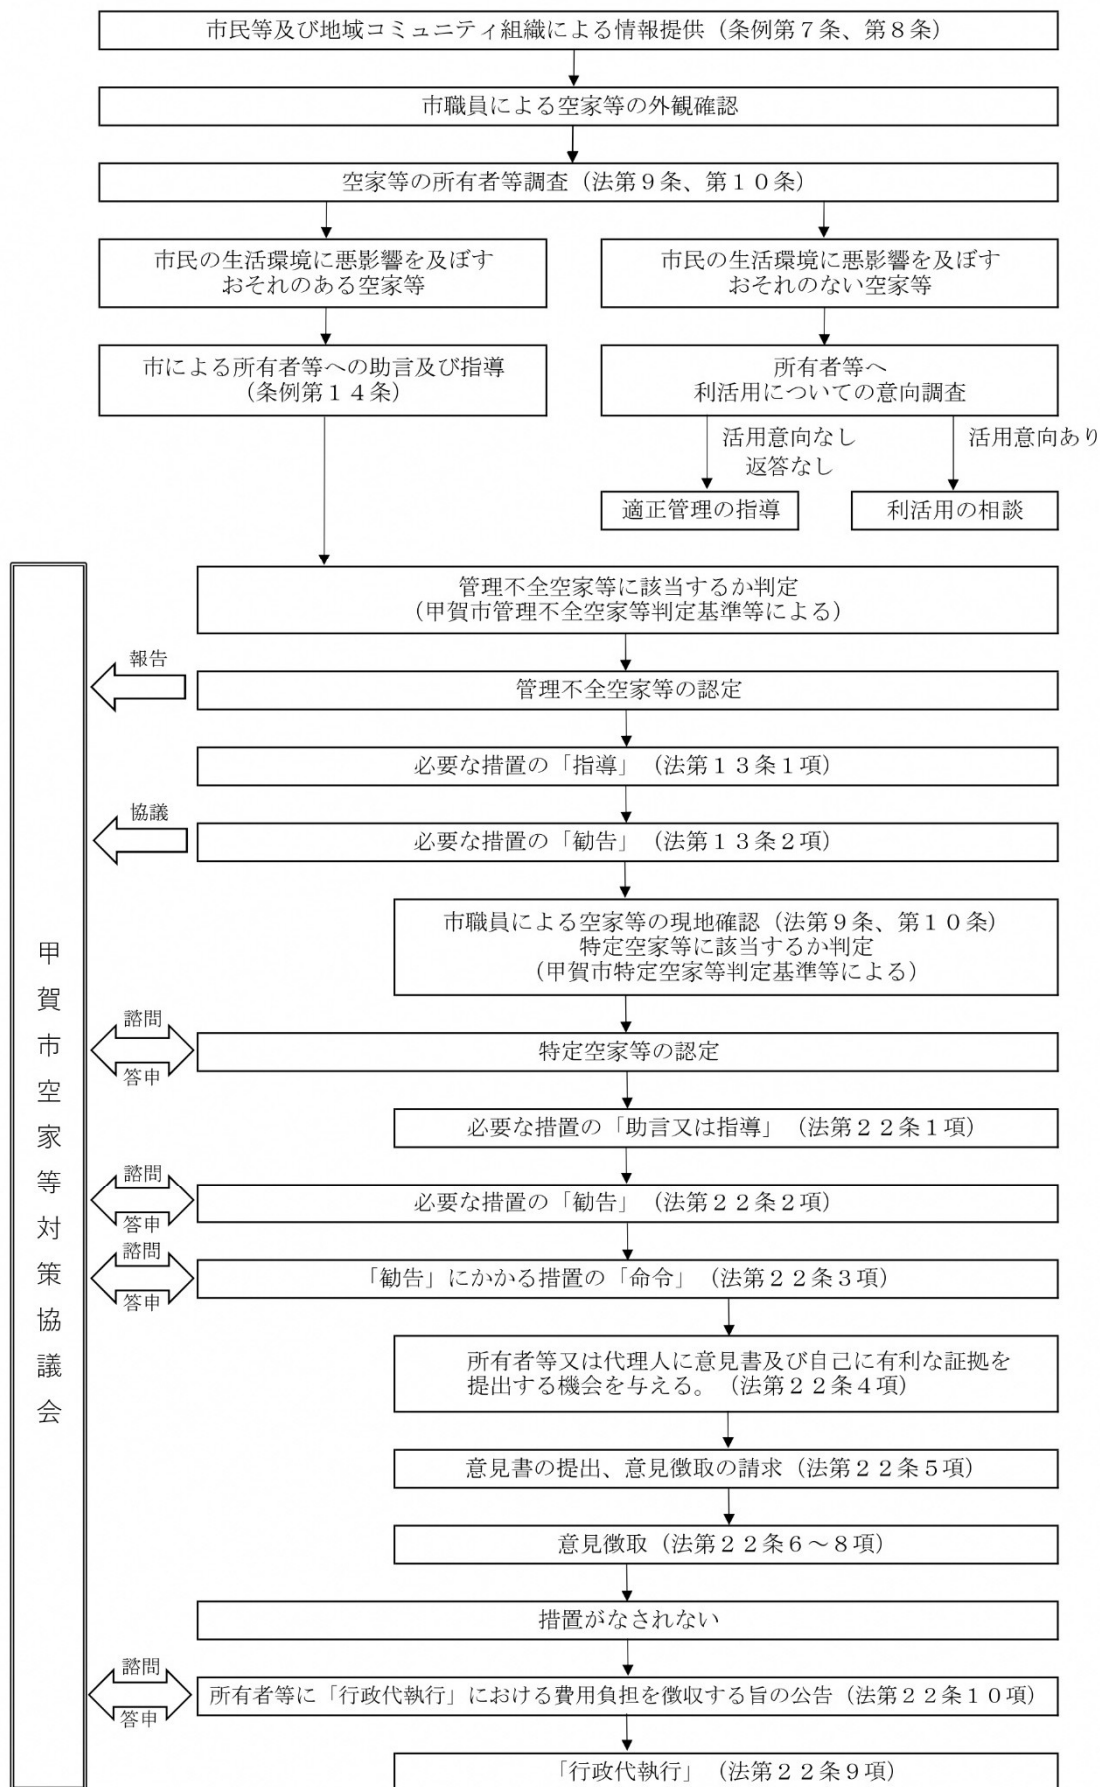 市民等及び地域コミュニティ組織による情報提供（条例第７条、第８条）
市職員による空家等の外観確認
空家等の所有者等調査（法第９条、第１０条）
市民の生活環境に悪影響を及ぼす
おそれのある空家等
市民の生活環境に悪影響を及ぼす
おそれのない空家等
市による所有者等への助言及び指導
（条例第１４条）
所有者等へ
利活用についての意向調査
活用意向なし
返答なし
活用意向あり
適正管理の指導
利活用の相談
甲賀市空家等対策協議会
管理不全空家等に該当するか判定
（甲賀市管理不全空家等判定基準等による）
報告
管理不全空家等の認定
必要な措置の「指導」（法第１３条１項）
協議
必要な措置の「勧告」（法第１３条２項）
市職員による空家等の現地確認（法第９条、第１０条）
特定空家等に該当するか判定
（甲賀市特定空家等判定基準等による）
諮問
答申
特定空家等の認定
必要な措置の「助言又は指導」（法第２２条１項）
諮問
答申
必要な措置の「勧告」（法第２２条２項）
諮問
答申
「勧告」にかかる措置の「命令」（法第２２条３項）
所有者等又は代理人に意見書及び自己に有利な証拠を
提出する機会を与える。（法第２２条４項）
意見書の提出、意見徴取の請求（法第２２条５項）
意見徴取（法第２２条６～８項）
措置がなされない
諮問
答申
所有者等に「行政代執行」における費用負担を徴収する旨の公告（法第２２条１０項）
「行政代執行」（法第２２条９項）